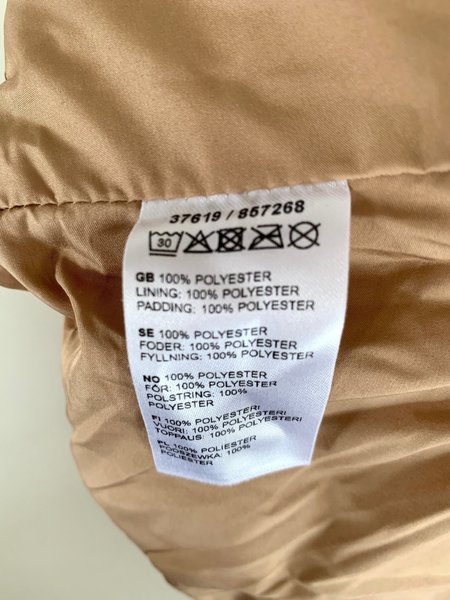 37619 / 857268
30
GB 100% POLYESTER
LINING: 100% POLYESTER
PADDING: 100% POLYESTER
SE 100% POLYESTER
FODER: 100% POLYESTER
FYLLNING: 100% POLYESTER
NO 100% POLYESTER
FÔR: 100% POLYESTER
POLSTRING: 100%
POLYESTER
FI 100% POLYESTERI
VUORI: 100% POLYESTERI
TOPPAUS: 100% POLYESTERI
PL 100% POLIESTER
PODSZEWKA: 100%
POLIESTER